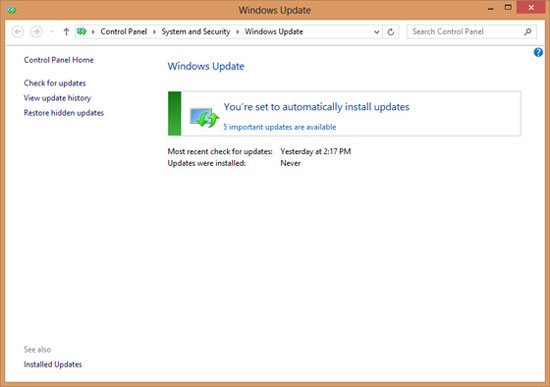 Windows Update
Control Panel
System and Security
Windows Update
Search Control Panel
Control Panel Home
Check for updates
View update history
Restore hidden updates
Windows Update
You're set to automatically install updates
5 important updates are available
Most recent check for updates: Yesterday at 2:17 PM
Updates were installed: Never
See also
Installed Updates